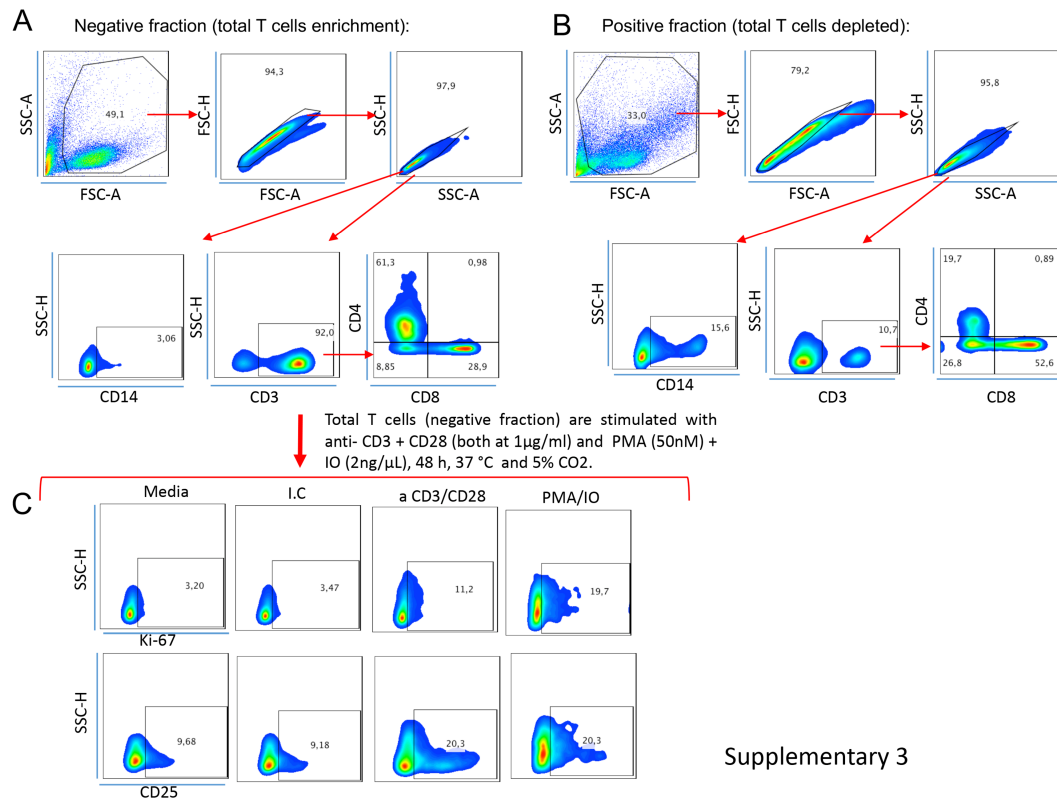 A
Negative fraction (total T cells enrichment):
B
Positive fraction (total T cells depleted):
SSC-A
49,1
FSC-A
FSC-H
94,3
FSC-A
SSC-H
97,9
SSC-A
SSC-A
33,0
FSC-A
FSC-H
79,2
FSC-A
SSC-H
95,8
SSC-A
SSC-H
3,06
CD14
SSC-H
92,0
CD3
CD4
61,3
0,98
8,85
28,9
CD8
SSC-H
15,6
CD14
SSC-H
10,7
CD3
CD4
19,7
0,89
26,8
52,6
CD8
Total T cells (negative fraction) are stimulated with
anti- CD3 + CD28 (both at 1µg/ml) and PMA (50nM) +
IO (2ng/µL), 48 h, 37 °C and 5% CO2.
C
Media
I.C
a CD3/CD28
PMA/IO
SSC-H
3,20
3,47
11,2
19,7
Ki-67
SSC-H
9,68
9,18
20,3
20,3
CD25
Supplementary 3